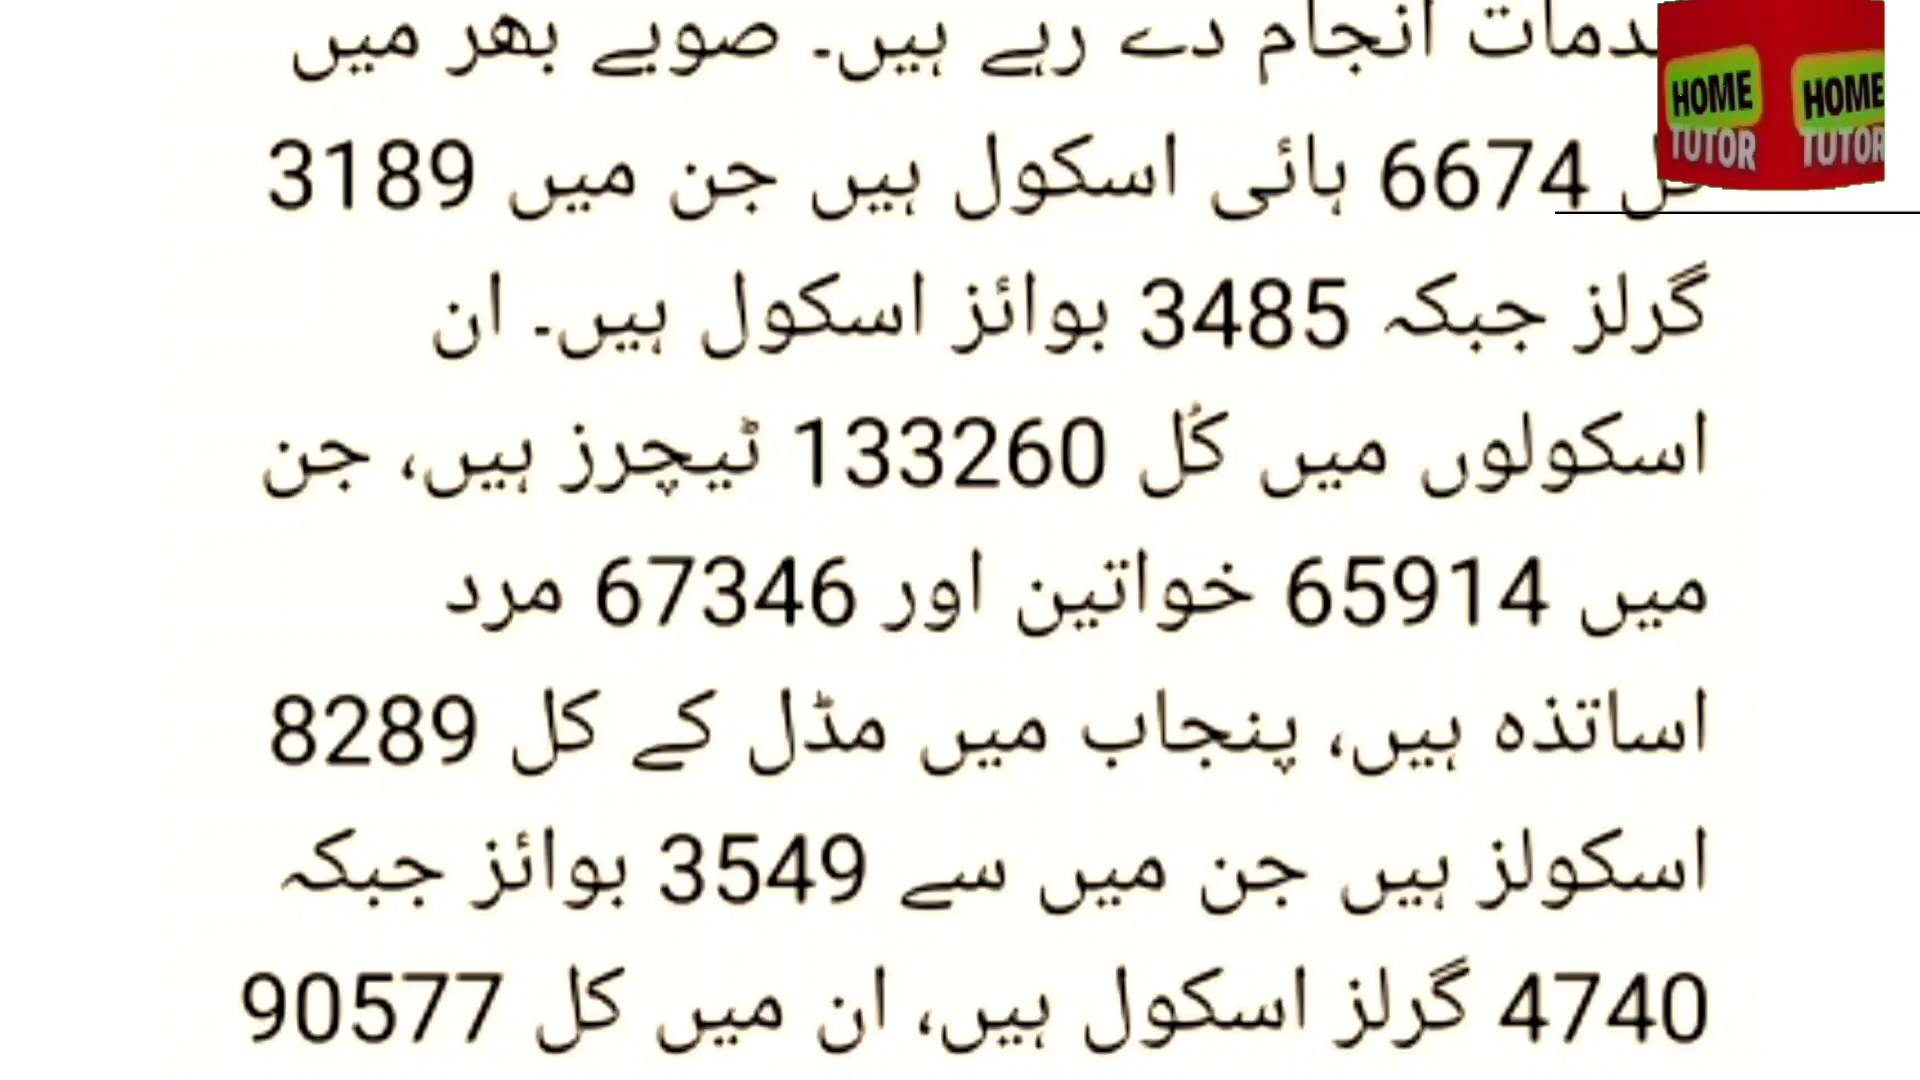 دے رہے ہیں۔ صوبے بھر میں انجام
6674 ہائی اسکول ہیں جن میں 3189
گرلز جبکہ 3485 بوائز اسکول ہیں۔ ان
اسکولوں میں کُل 133260 ٹیچرز ہیں، جن
میں 65914 خواتین اور 67346 مرد
اساتذہ ہیں، پنجاب میں مڈل کے کل 8289
اسکولز ہیں جن میں سے 3549 بوائز جبکہ
4740 گرلز اسکول ہیں، ان میں کل 90577
HOME TUTOR
HOME TUTOR